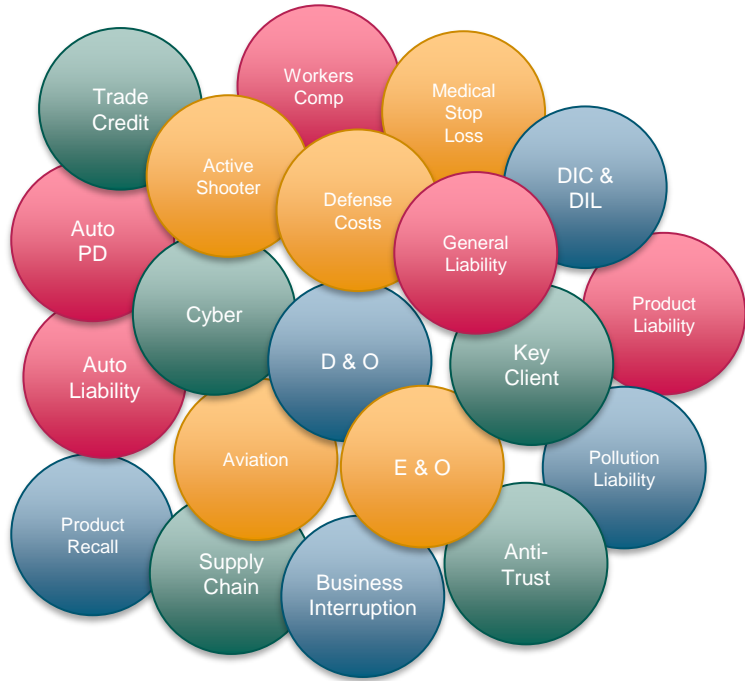 Workers
Comp
Medical
Stop
Loss
Trade
Credit
Active
Shooter
DIC &
DIL
Defense
Costs
Auto
PD
General
Liability
Cyber
Product
Liability
D & O
Key
Client
Auto
Liability
Aviation
E & O
Pollution
Liability
Product
Recall
Supply
Chain
Business
Interruption
Anti-
Trust